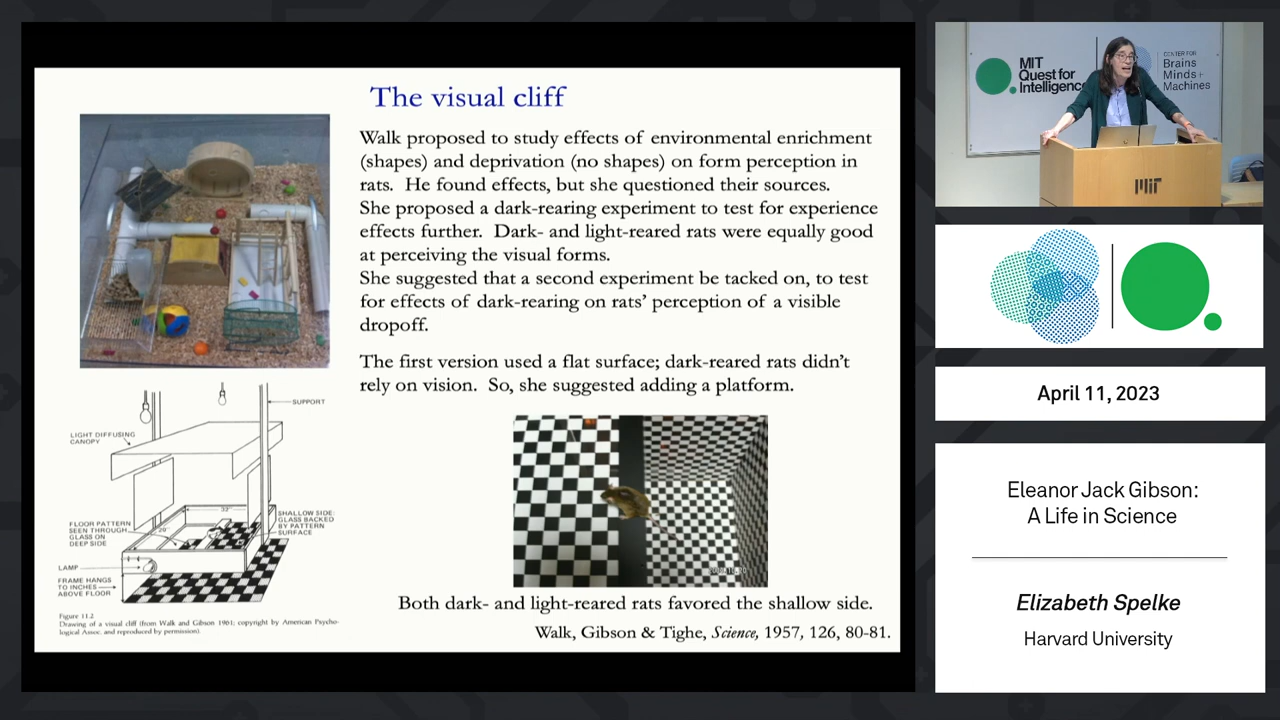 The visual cliff
Walk proposed to study effects of environmental enrichment
(shapes) and deprivation (no shapes) on form perception in
rats. He found effects, but she questioned their sources.
She proposed a dark-rearing experiment to test for experience
effects further. Dark- and light-reared rats were equally good
at perceiving the visual forms.
She suggested that a second experiment be tacked on, to test
for effects of dark-rearing on rats' perception of a visible
dropoff.
The first version used a flat surface; dark-reared rats didn't
rely on vision. So, she suggested adding a platform.
SUPPORT
LIGHT DIFFUSING
CANOPY
FLOOR PATTERN
SEEN THROUGH
GLASS ON
DEEP SIDE
SHALLOW SIDE:
GLASS BACKED
BY PATTERN
SURFACE
LAMP
FRAME HANGS
TO INCHES
ABOVE FLOOR
Figure 11.2
Drawing of a visual cliff (from Walk and Gibson 1961; copyright by American Psycho-
logical Assoc. and reproduced by permission).
Both dark- and light-reared rats favored the shallow side.
Walk, Gibson & Tighe, Science, 1957, 126, 80-81.
MIT
Quest for
Intelligence
CENTER FOR
Brains
Minds+
Machines
MIT
April 11, 2023
Eleanor Jack Gibson:
A Life in Science
Elizabeth Spelke
Harvard University